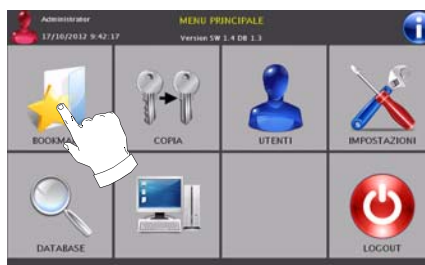 Administrator
MENU PRINCIPALE
17/10/2012 9:42:17
Version SW 1.4 DB 1.3
COPIA
UTENTI
IMPOSTAZIONI
DATABASE
LOGOUT